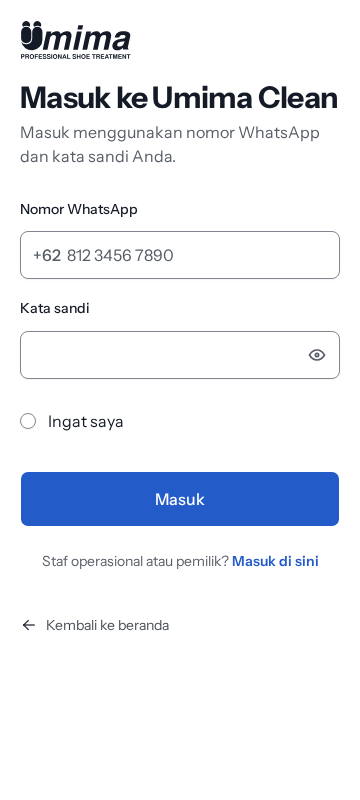 Ümima
PROFESSIONAL SHOE TREATMENT
Masuk ke Umima Clean
Masuk menggunakan nomor WhatsApp
dan kata sandi Anda.
Nomor WhatsApp
+62 812 3456 7890
Kata sandi
Ingat saya
Masuk
Staf operasional atau pemilik? Masuk di sini
← Kembali ke beranda